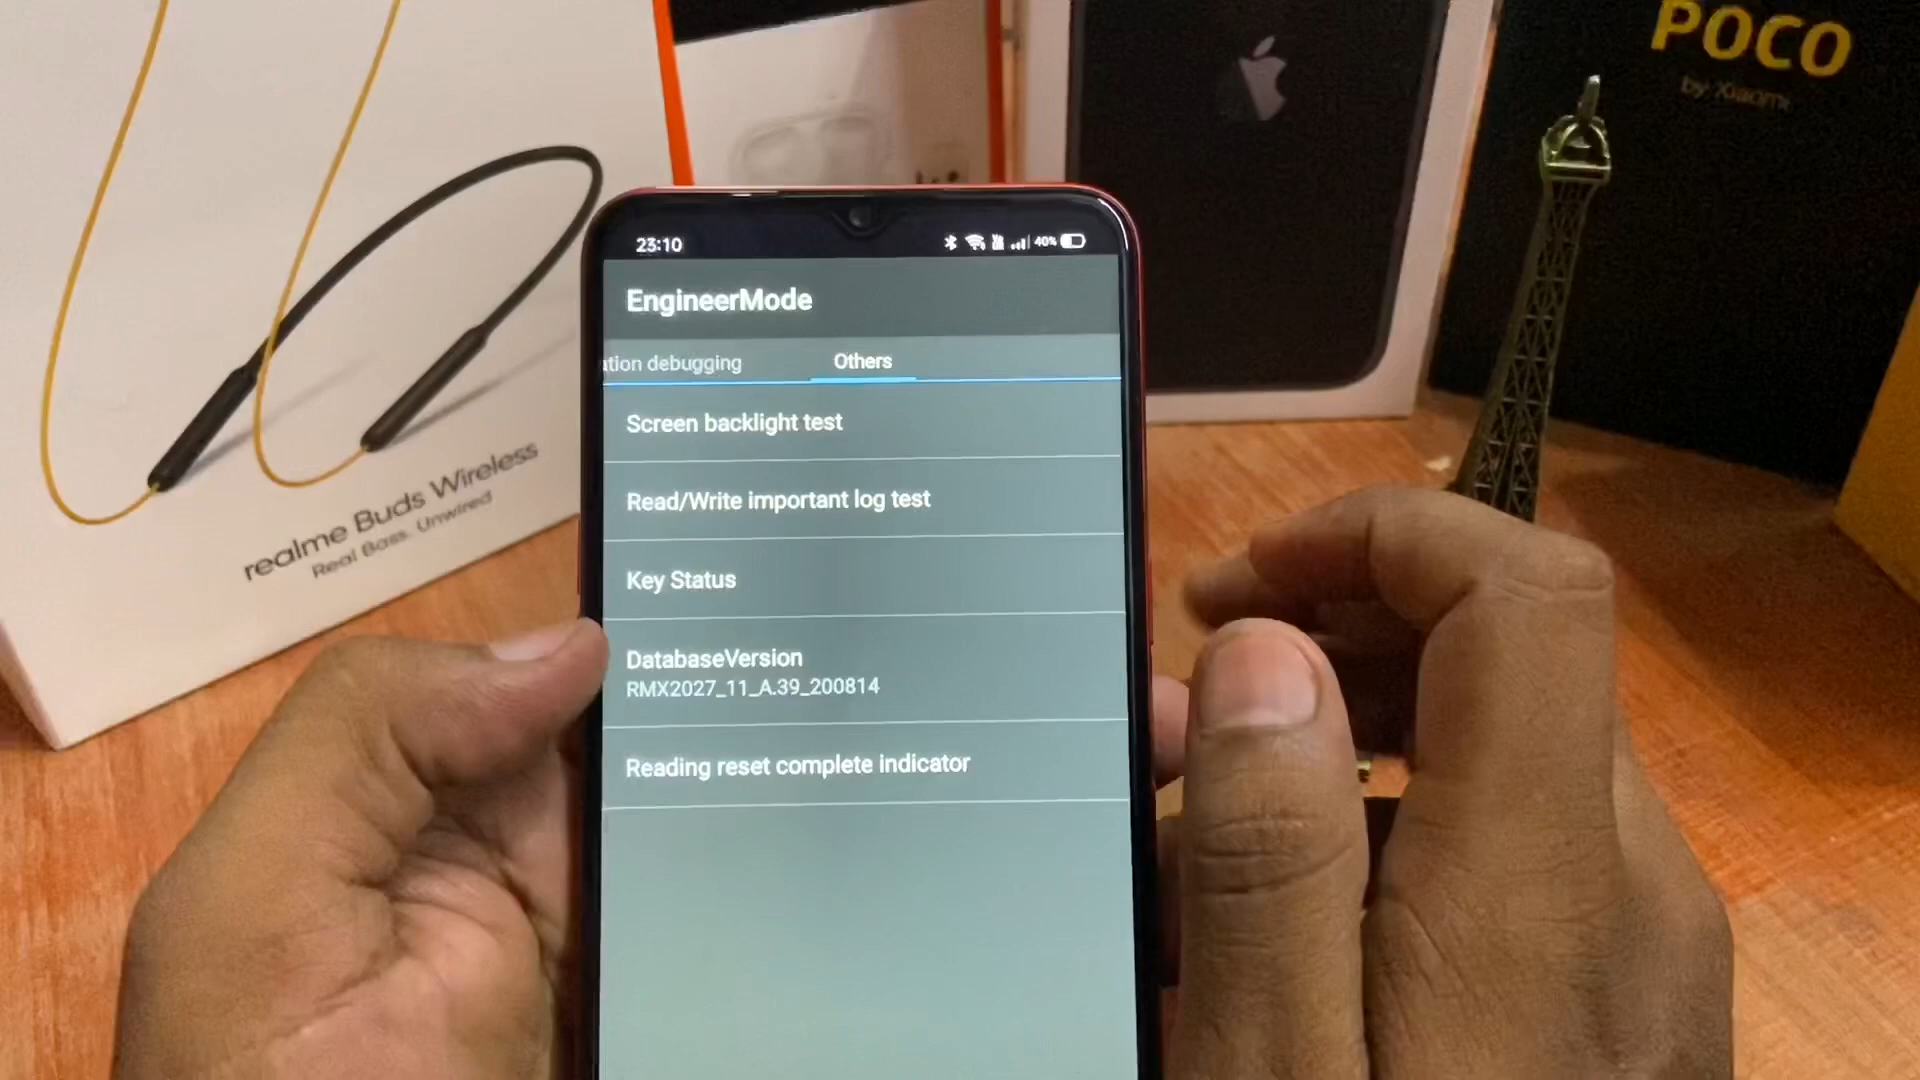 POCO
by Xiaomi
23:10
40%
EngineerMode
ation debugging
Others
Screen backlight test
Read/Write important log test
Key Status
DatabaseVersion
RMX2027_11_A.39_200814
Reading reset complete indicator
realme Buds Wireless
Real Bass. Unwired